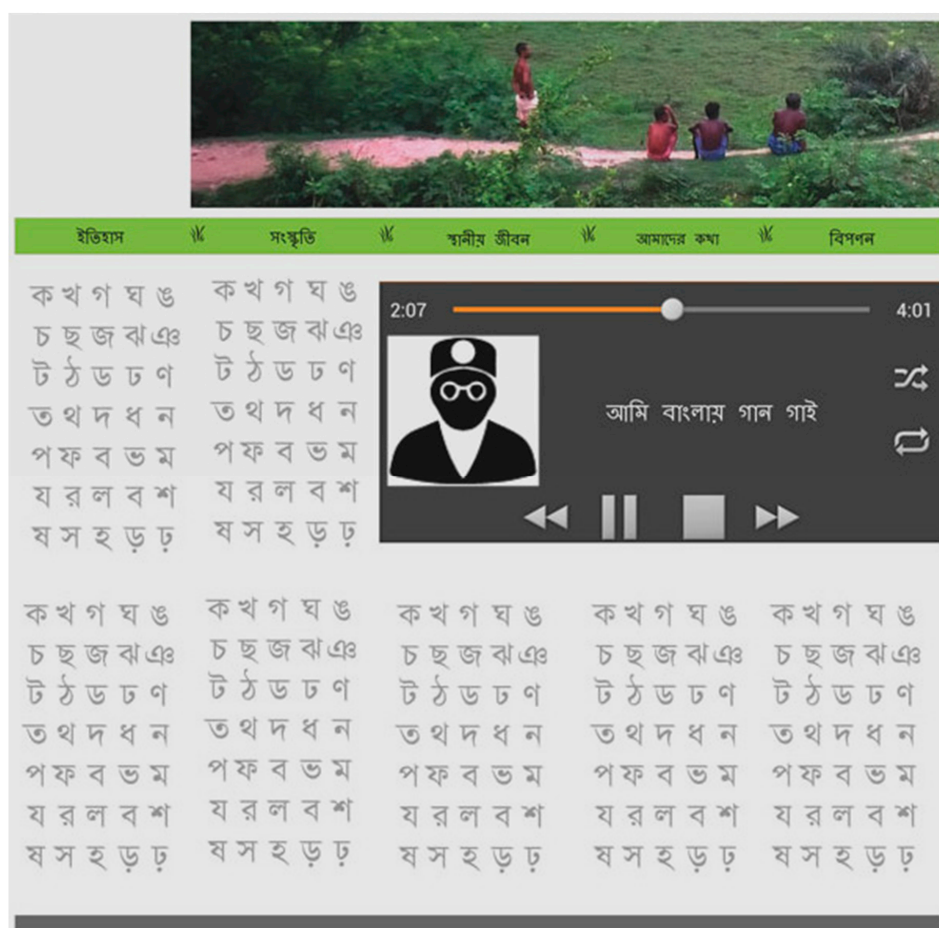 ইতিহাস সংস্কৃতি স্থানীয় জীবন আমাদের কথা বিপণন
ক খ গ ঘ ঙ
চ ছ জ ঝ ঞ
ট ঠ ড ঢ ণ
ত থ দ ধ ন
প ফ ব ভ ম
য র ল ব শ
ষ স হ ড় ঢ়
ক খ গ ঘ ঙ
চ ছ জ ঝ ঞ
ট ঠ ড ঢ ণ
ত থ দ ধ ন
প ফ ব ভ ম
য র ল ব শ
ষ স হ ড় ঢ়
2:07 4:01
আমি বাংলায় গান গাই
ক খ গ ঘ ঙ
চ ছ জ ঝ ঞ
ট ঠ ড ঢ ণ
ত থ দ ধ ন
প ফ ব ভ ম
য র ল ব শ
ষ স হ ড় ঢ়
ক খ গ ঘ ঙ
চ ছ জ ঝ ঞ
ট ঠ ড ঢ ণ
ত থ দ ধ ন
প ফ ব ভ ম
য র ল ব শ
ষ স হ ড় ঢ়
ক খ গ ঘ ঙ
চ ছ জ ঝ ঞ
ট ঠ ড ঢ ণ
ত থ দ ধ ন
প ফ ব ভ ম
য র ল ব শ
ষ স হ ড় ঢ়
ক খ গ ঘ ঙ
চ ছ জ ঝ ঞ
ট ঠ ড ঢ ণ
ত থ দ ধ ন
প ফ ব ভ ম
য র ল ব শ
ষ স হ ড় ঢ়
ক খ গ ঘ ঙ
চ ছ জ ঝ ঞ
ট ঠ ড ঢ ণ
ত থ দ ধ ন
প ফ ব ভ ম
য র ল ব শ
ষ স হ ড় ঢ়